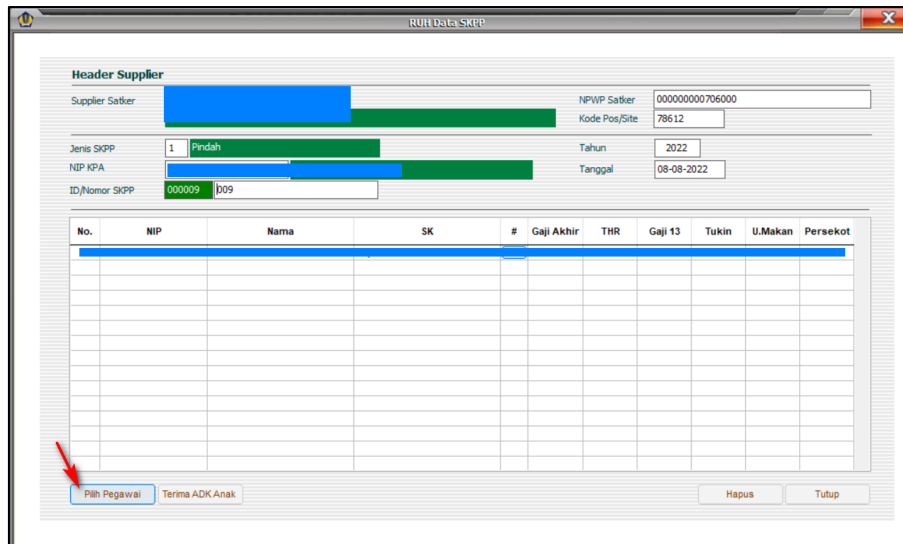 RUH Data SKPP
Header Supplier
Supplier Satker
NPWP Satker 000000000706000
Kode Pos/Site 78612
Jenis SKPP 1 Pindah Tahun 2022
NIP KPA Tanggal 08-08-2022
ID/Nomor SKPP 000009 009
No. NIP Nama SK # Gaji Akhir THR Gaji 13 Tukin U.Makan Persekot
Pilih Pegawai Terima ADK Anak Hapus Tutup